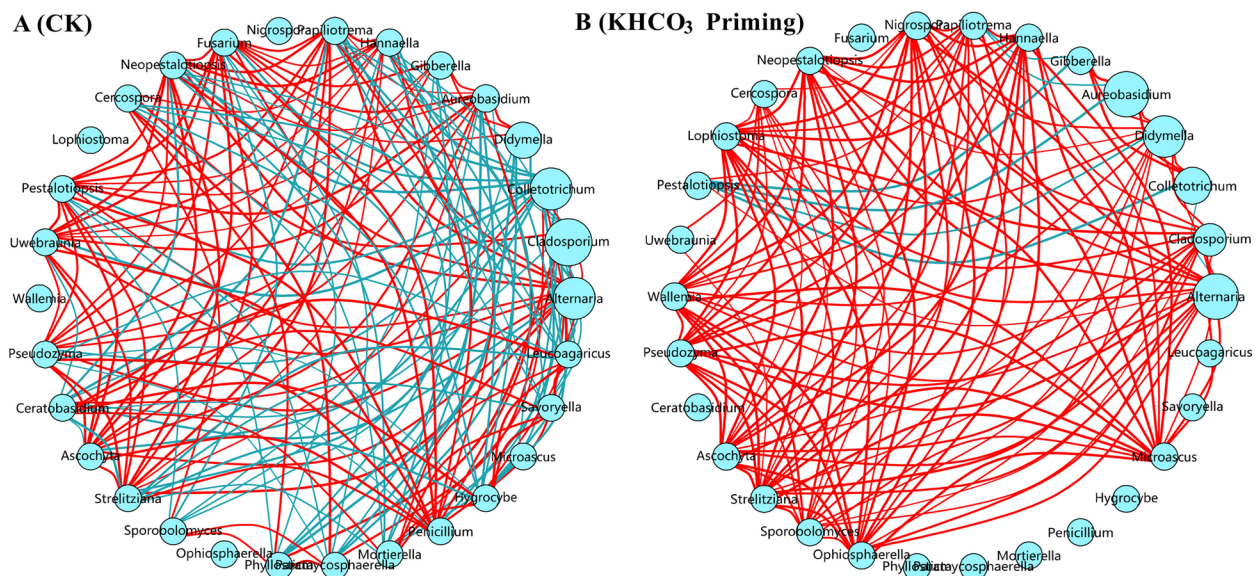 A (CK)
Nigrospora
Papiliotrema
Fusarium
Hannaella
Neopestalotiopsis
Gibberella
Cercospora
Aureobasidium
Lophiostoma
Didymella
Pestalotiopsis
Colletotrichum
Uwebraunia
Cladosporium
Wallemia
Alternaria
Pseudozyma
Leucoagaricus
Ceratobasidium
Savoryella
Ascochyta
Microascus
Strelitziana
Hygrocybe
Sporobolomyces
Penicillium
Ophiosphaerella
Mortierella
B (KHCO₃ Priming)
Nigrospora
Papiliotrema
Fusarium
Hannaella
Neopestalotiopsis
Gibberella
Cercospora
Aureobasidium
Lophiostoma
Didymella
Pestalotiopsis
Colletotrichum
Uwebraunia
Cladosporium
Wallemia
Alternaria
Pseudozyma
Leucoagaricus
Ceratobasidium
Savoryella
Ascochyta
Microascus
Strelitziana
Hygrocybe
Sporobolomyces
Penicillium
Ophiosphaerella
Mortierella